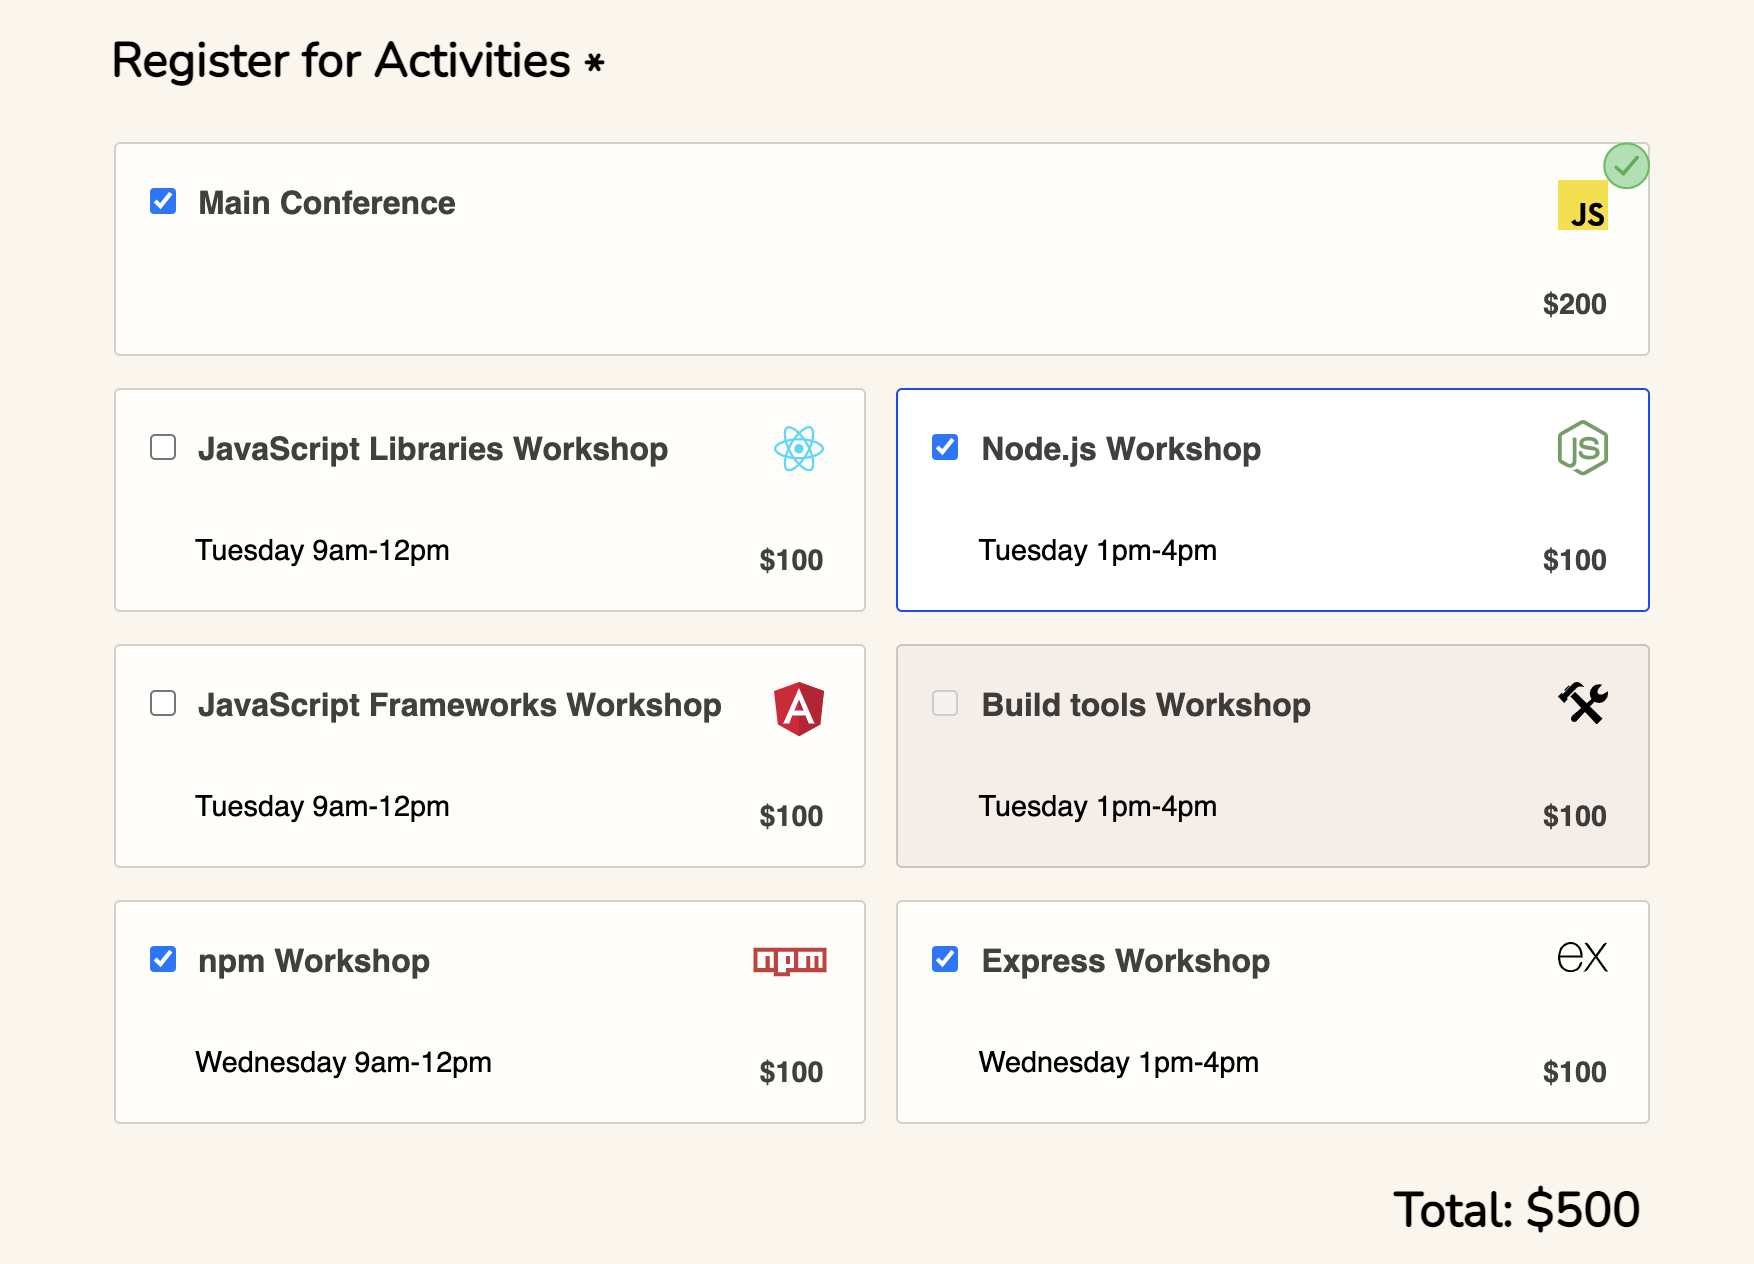 Register for Activities *
Main Conference
JS
$200
JavaScript Libraries Workshop
Tuesday 9am-12pm
$100
Node.js Workshop
JS
Tuesday 1pm-4pm
$100
JavaScript Frameworks Workshop
A
Tuesday 9am-12pm
$100
Build tools Workshop
Tuesday 1pm-4pm
$100
npm Workshop
npm
Wednesday 9am-12pm
$100
Express Workshop
ex
Wednesday 1pm-4pm
$100
Total: $500